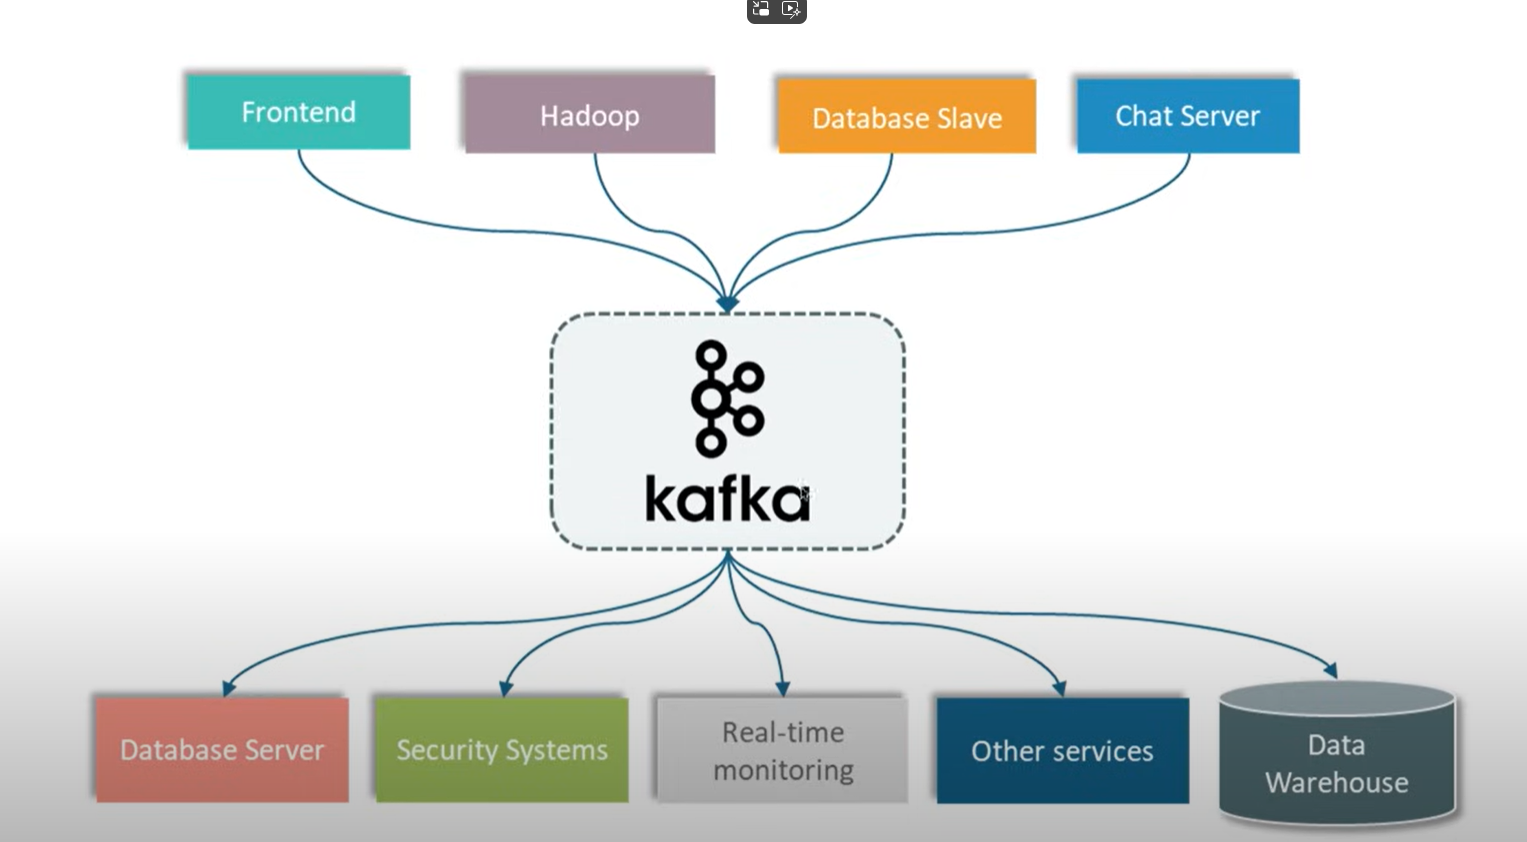 Frontend
Hadoop
Database Slave
Chat Server
kafka
Database Server
Security Systems
Real-time
monitoring
Other services
Data
Warehouse